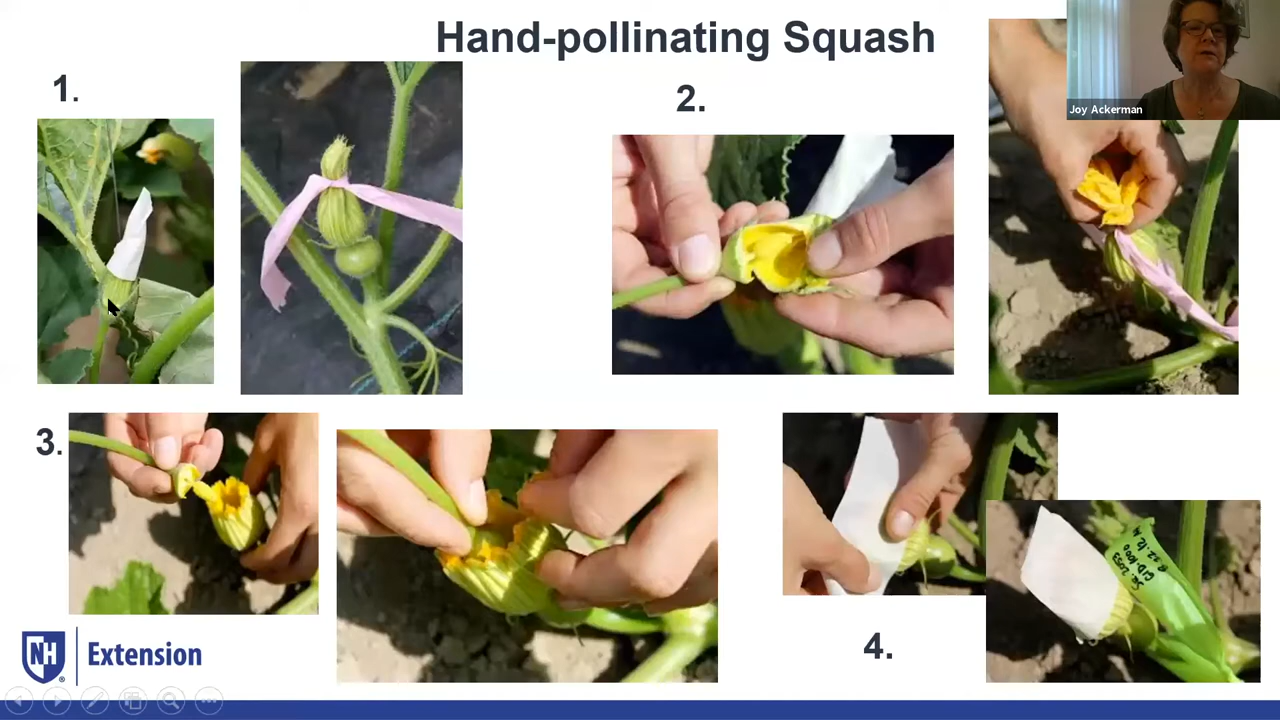 Hand-pollinating Squash
1.
2.
Joy Ackerman
3.
4.
NH Extension